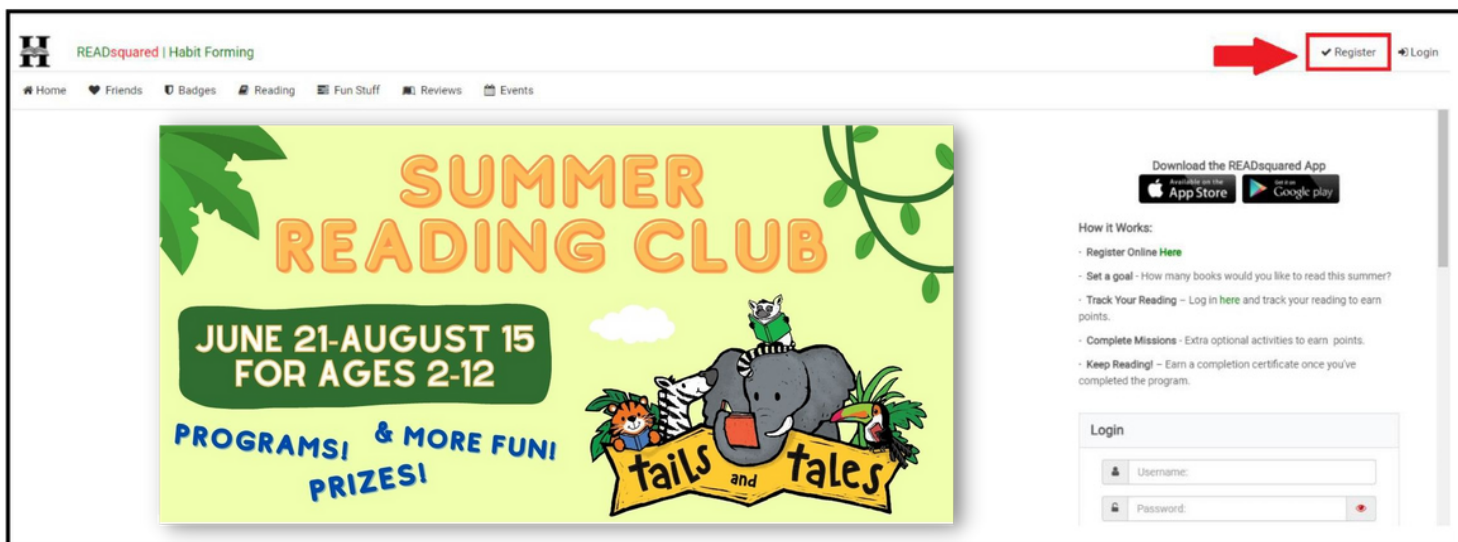 H
READsquared | Habit Forming
Register
Login
Home Friends Badges Reading Fun Stuff Reviews Events
SUMMER
READING CLUB
JUNE 21-AUGUST 15
FOR AGES 2-12
PROGRAMS! & MORE FUN!
PRIZES!
tails and tales
Download the READsquared App
Available on the
App Store
Get it on
Google play
How it Works:
· Register Online Here
· Set a goal - How many books would you like to read this summer?
· Track Your Reading – Log in here and track your reading to earn
points.
· Complete Missions - Extra optional activities to earn points.
· Keep Reading! – Earn a completion certificate once you've
completed the program.
Login
Username:
Password: